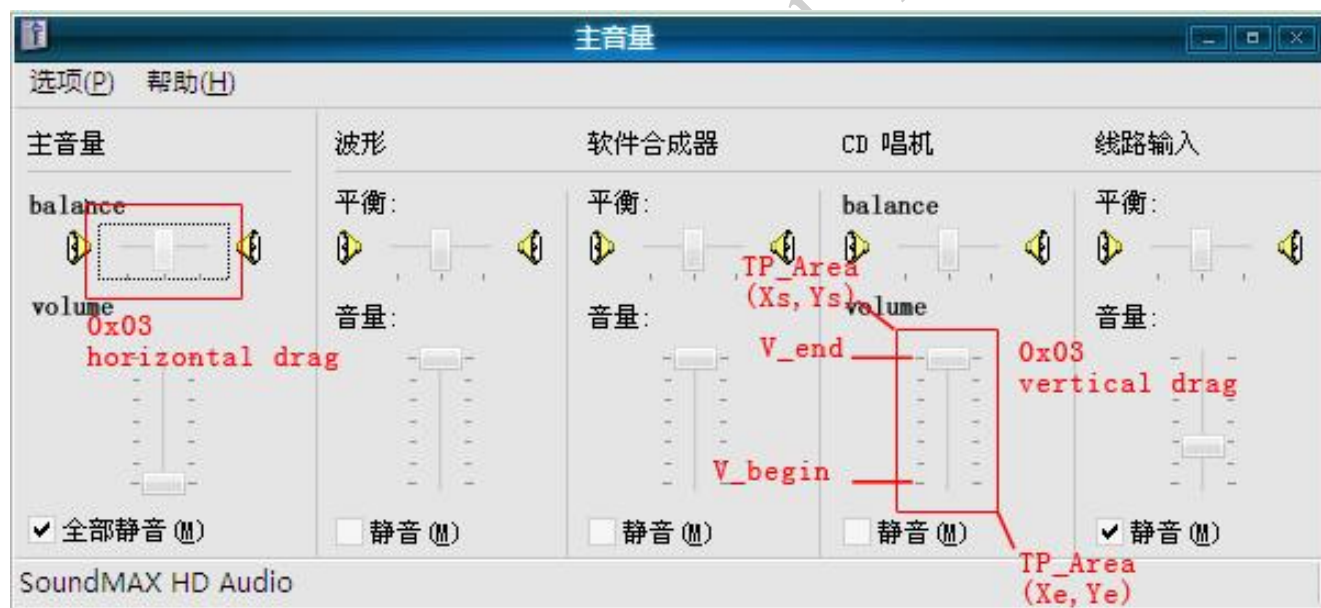 主音量
选项(P) 帮助(H)
主音量 波形 软件合成器 CD 唱机 线路输入
balance 平衡: 平衡: balance 平衡:
TP_Area
(Xs,Ys)
volume 音量: 音量: volume 音量:
0x03
horizontal drag
V_end
0x03
vertical drag
V_begin
全部静音(M) 静音(M) 静音(M) 静音(M) 静音(M)
TP_Area
(Xe,Ye)
SoundMAX HD Audio